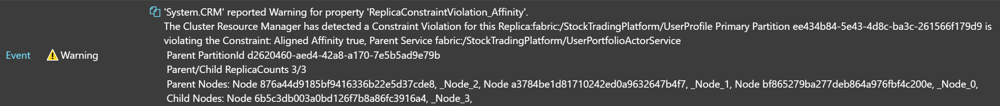 'System.CRM' reported Warning for property 'ReplicaConstraintViolation_Affinity'.
The Cluster Resource Manager has detected a Constraint Violation for this Replica:fabric:/StockTradingPlatform/UserProfile Primary Partition ee434b84-5e43-4d8c-ba3c-261566f179d9 is
violating the Constraint: Aligned Affinity true, Parent Service fabric:/StockTradingPlatform/UserPortfolioActorService
Event Warning Parent PartitionId d2620460-aed4-42a8-a170-7e5b5ad9e79b
Parent/Child ReplicaCounts 3/3
Parent Nodes: Node 876a44d9185bf9416336b22e5d37cde8, _Node_2, Node a3784be1d81710242ed0a9632647b4f7, _Node_1, Node bf865279ba277deb864a976fbf4c200e, _Node_0,
Child Nodes: Node 6b5c3db003a0bd126f7b8a86fc3916a4, _Node_3,